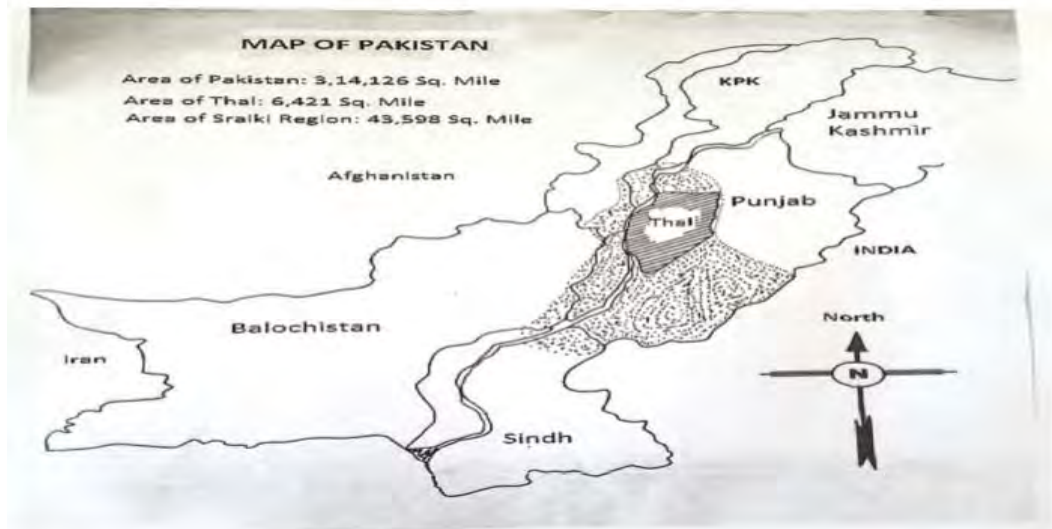 MAP OF PAKISTAN
Area of Pakistan: 3,14,126 Sq. Mile
Area of Thal: 6,421 Sq. Mile
Area of Sraiki Region: 43,598 Sq. Mile
KPK
Jammu
Kashmir
Afghanistan
Punjab
Thal
INDIA
Balochistan
North
Iran
N
Sindh